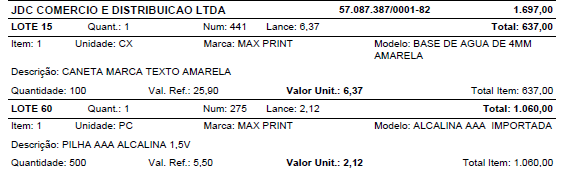 JDC COMERCIO E DISTRIBUICAO LTDA 57.087.387/0001-82 1.697,00
LOTE 15 Quant.: 1 Num: 441 Lance: 6,37 Total: 637,00
Item: 1 Unidade: CX Marca: MAX PRINT Modelo: BASE DE AGUA DE 4MM
AMARELA
Descrição: CANETA MARCA TEXTO AMARELA
Quantidade: 100 Val. Ref.: 25,90 Valor Unit.: 6,37 Total Item: 637,00
LOTE 60 Quant.: 1 Num: 275 Lance: 2,12 Total: 1.060,00
Item: 1 Unidade: PC Marca: MAX PRINT Modelo: ALCALINA AAA IMPORTADA
Descrição: PILHA AAA ALCALINA 1,5V
Quantidade: 500 Val. Ref.: 5,50 Valor Unit.: 2,12 Total Item: 1.060,00